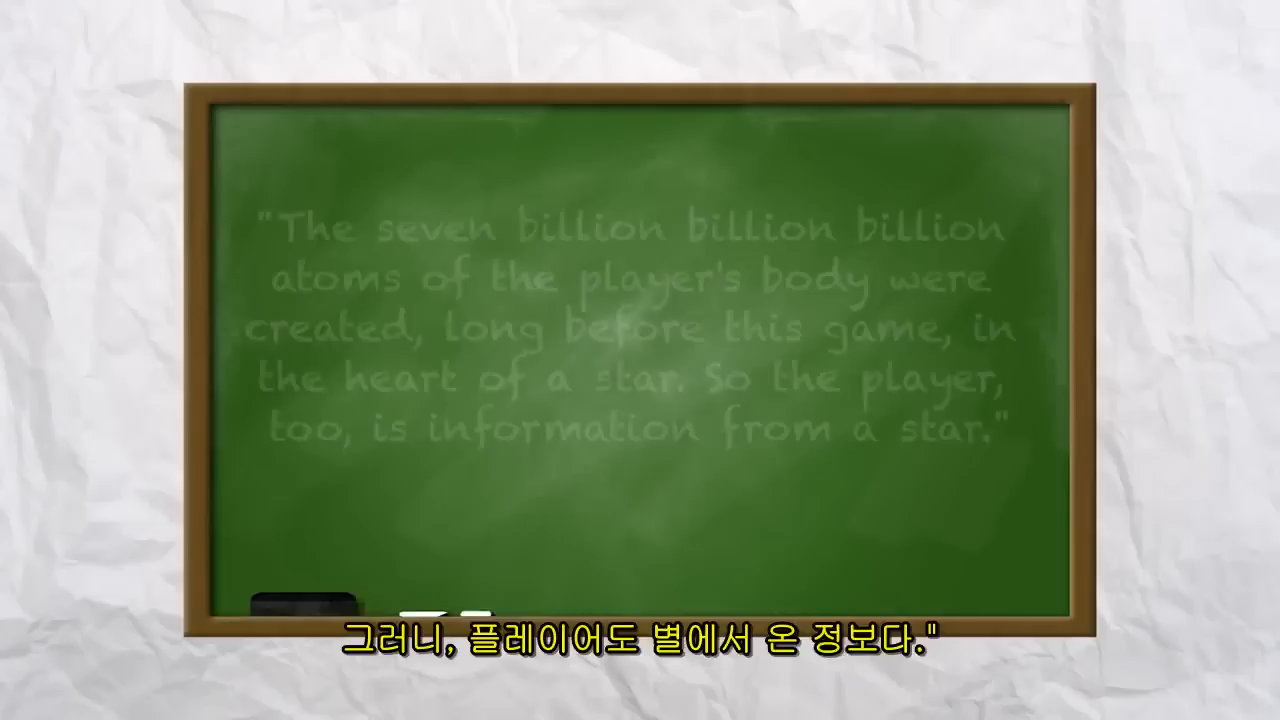 "The seven billion billion billion
atoms of the player's body were
created, long before this game, in
the heart of a star. So the player,
too, is information from a star."
그러니, 플레이어도 별에서 온 정보다."